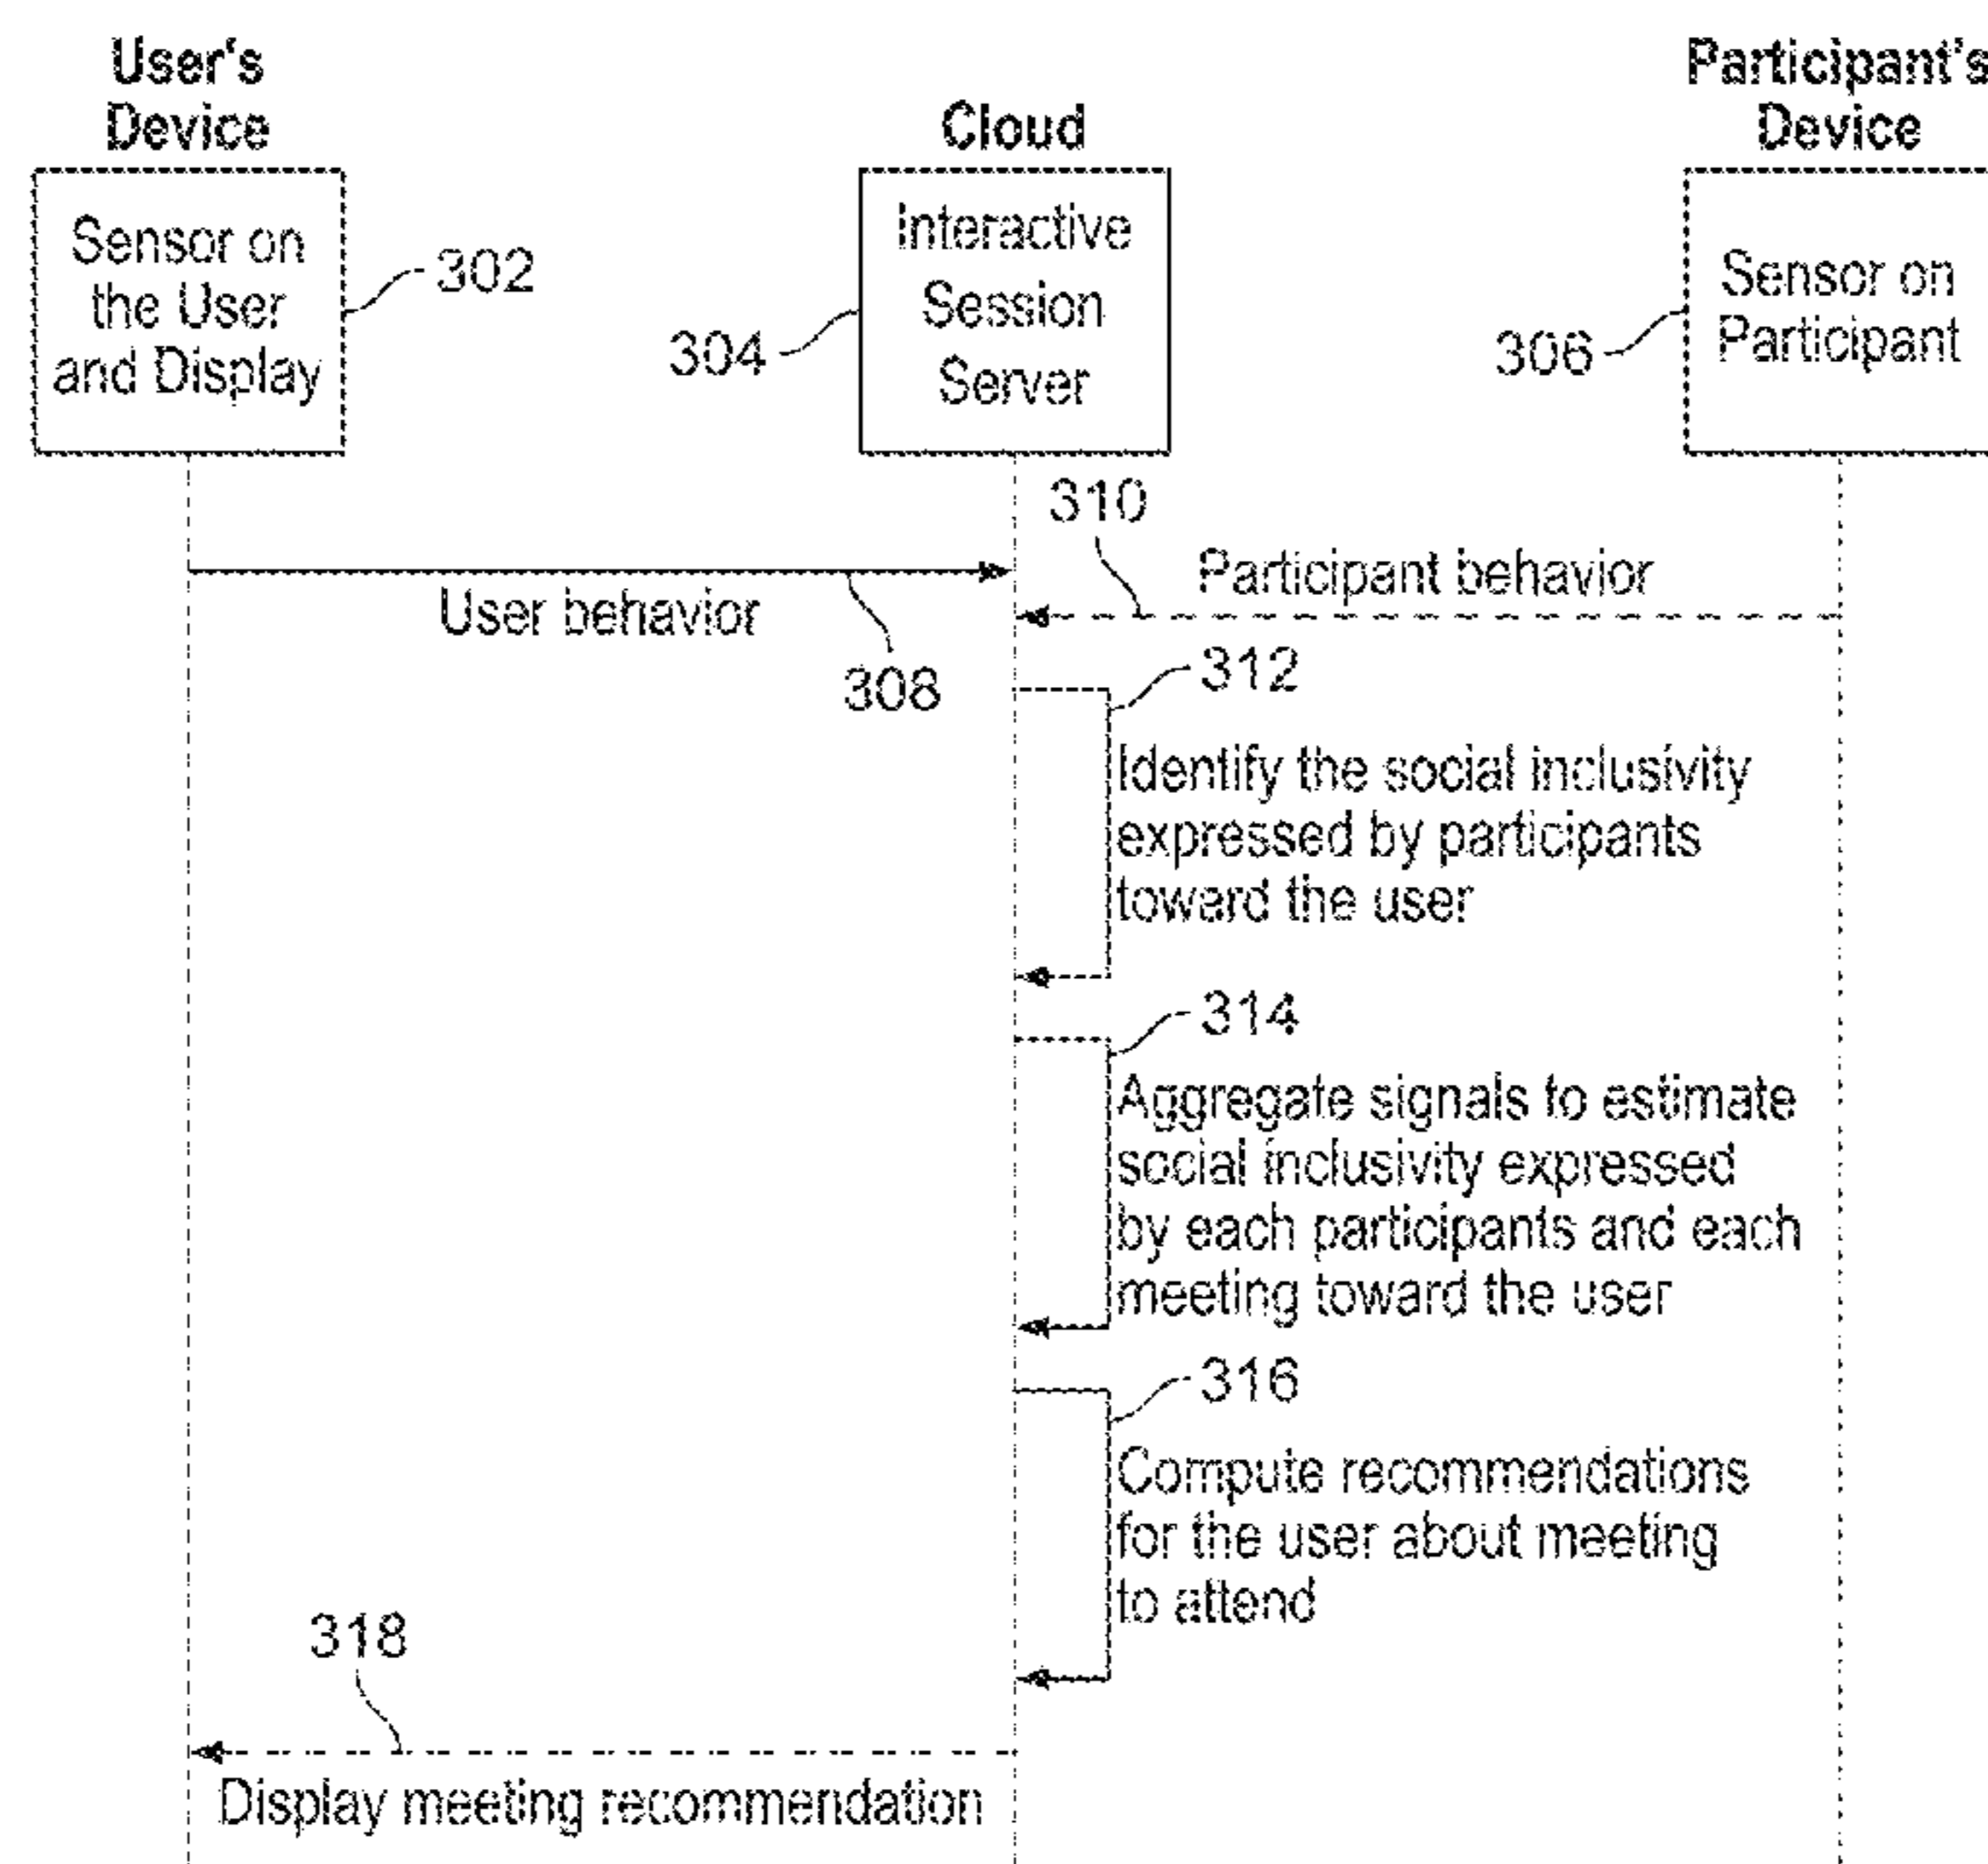 User's
Device
Cloud
Participant's
Device
Sensor on
the User
and Display
302
304
Interactive
Session
Server
306
Sensor on
Participant
310
User behavior
308
Participant behavior
312
Identify the social inclusivity
expressed by participants
toward the user
314
Aggregate signals to estimate
social inclusivity expressed
by each participants and each
meeting toward the user
316
Compute recommendations
for the user about meeting
to attend
318
Display meeting recommendation